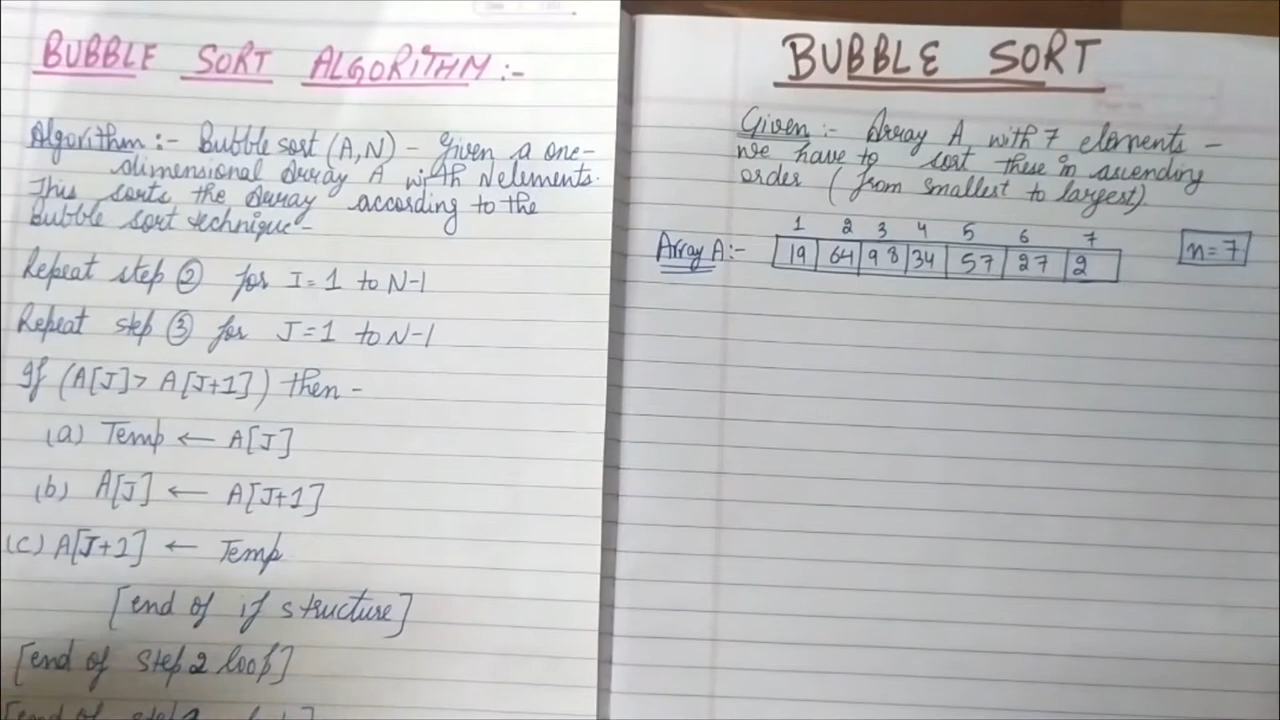 BUBBLE SORT ALGORITHM :-
Algorithm :- Bubble sort (A,N) - Given a one-
dimensional Array A with N elements.
This sorts the Array according to the
Bubble sort technique -
Repeat step ② for I = 1 to N-1
Repeat step ③ for J = 1 to N-1
If (A[J] > A[J+1]) then -
(a) Temp ← A[J]
(b) A[J] ← A[J+1]
(c) A[J+1] ← Temp
[end of if structure]
[end of step 2 loop]
[end of step
BUBBLE SORT
Given :- Array A with 7 elements -
we have to sort these in ascending
order (from smallest to largest)
1 2 3 4 5 6 7
Array A :- 19 64 98 34 57 27 2
n = 7